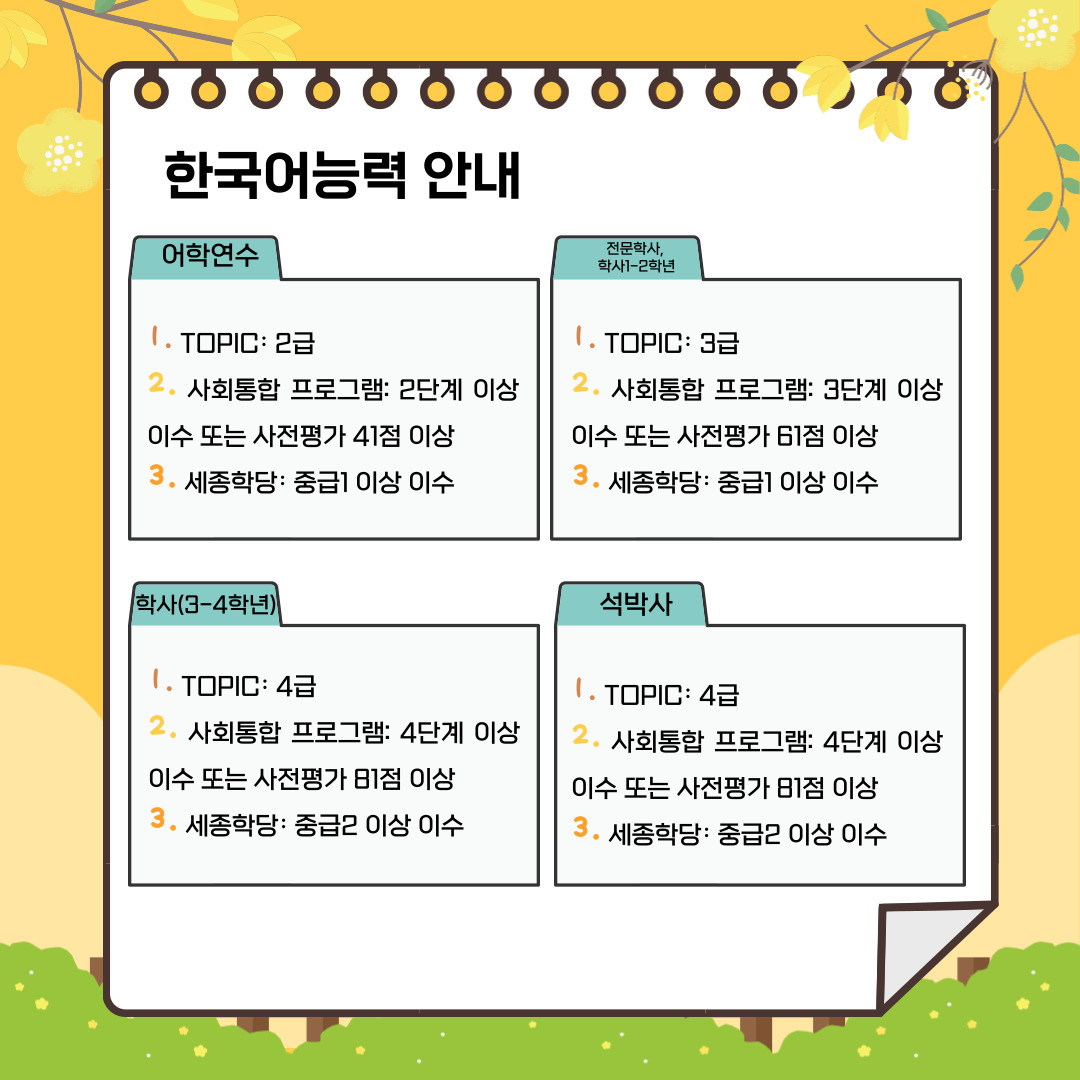 한국어능력 안내
어학연수
1. TOPIC: 2급
2. 사회통합 프로그램: 2단계 이상
이수 또는 사전평가 41점 이상
3. 세종학당: 중급1 이상 이수
전문학사,
학사1-2학년
1. TOPIC: 3급
2. 사회통합 프로그램: 3단계 이상
이수 또는 사전평가 61점 이상
3. 세종학당: 중급1 이상 이수
학사(3-4학년)
1. TOPIC: 4급
2. 사회통합 프로그램: 4단계 이상
이수 또는 사전평가 81점 이상
3. 세종학당: 중급2 이상 이수
석박사
1. TOPIC: 4급
2. 사회통합 프로그램: 4단계 이상
이수 또는 사전평가 81점 이상
3. 세종학당: 중급2 이상 이수